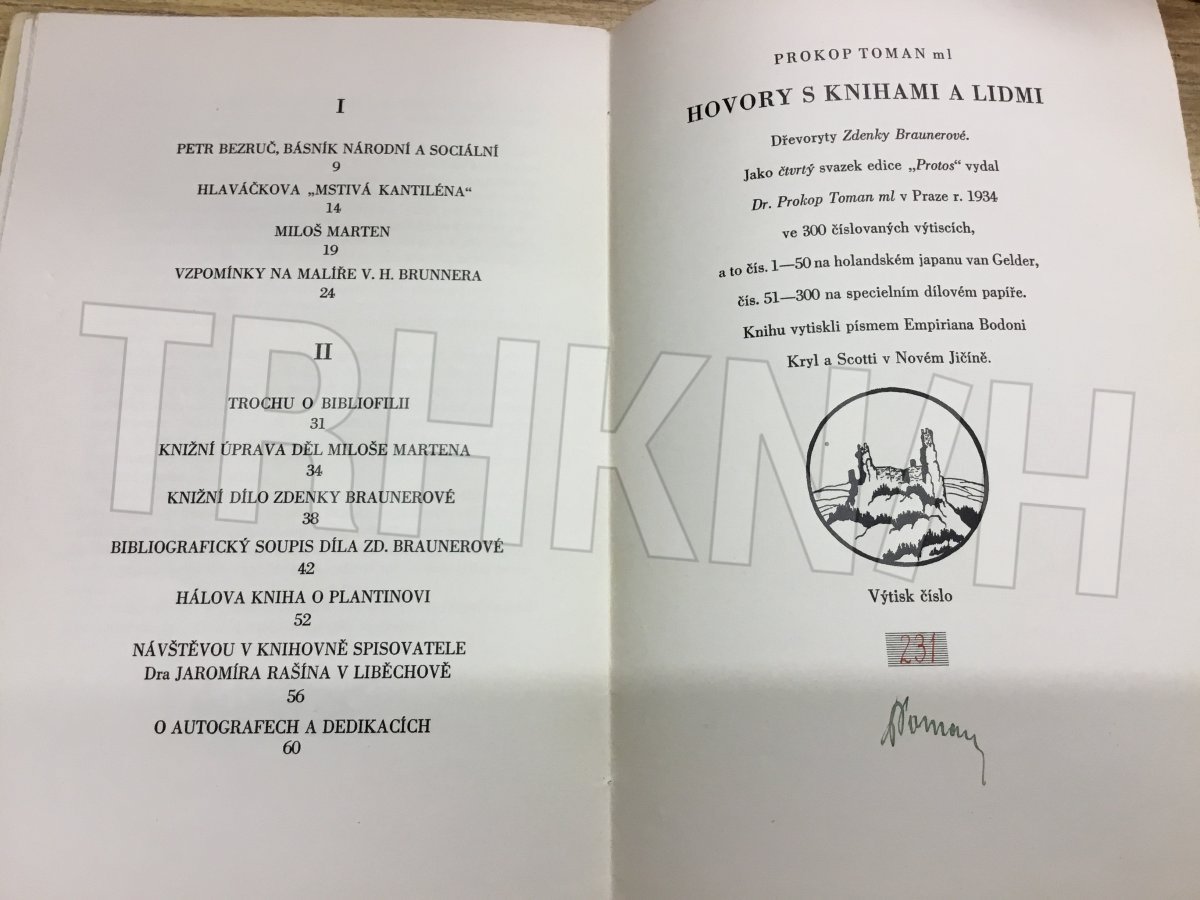 I
PETR BEZRUČ, BÁSNÍK NÁRODNÍ A SOCIÁLNÍ
9
HLAVÁČKOVA „MSTIVÁ KANTILÉNA“
14
MILOŠ MARTEN
19
VZPOMÍNKY NA MALÍŘE V. H. BRUNNERA
24
II
TROCHU O BIBLIOFILII
31
KNIŽNÍ ÚPRAVA DĚL MILOŠE MARTENA
34
KNIŽNÍ DÍLO ZDENKY BRAUNEROVÉ
38
BIBLIOGRAFICKÝ SOUPIS DÍLA ZD. BRAUNEROVÉ
42
HÁLOVA KNIHA O PLANTINOVI
52
NÁVŠTĚVOU V KNIHOVNĚ SPISOVATELE
Dra JAROMÍRA RAŠÍNA V LIBĚCHOVĚ
56
O AUTOGRAFECH A DEDIKACÍCH
60
PROKOP TOMAN ml
HOVORY S KNIHAMI A LIDMI
Dřevoryty Zdenky Braunerové.
Jako čtvrtý svazek edice „Protos“ vydal
Dr. Prokop Toman ml v Praze r. 1934
ve 300 číslovaných výtiscích,
a to čís. 1—50 na holandském japanu van Gelder,
čís. 51—300 na specielním dílovém papíře.
Knihu vytiskli písmem Empiriana Bodoni
Kryl a Scotti v Novém Jičíně.
Výtisk číslo
231
PToman
TRHKNIH